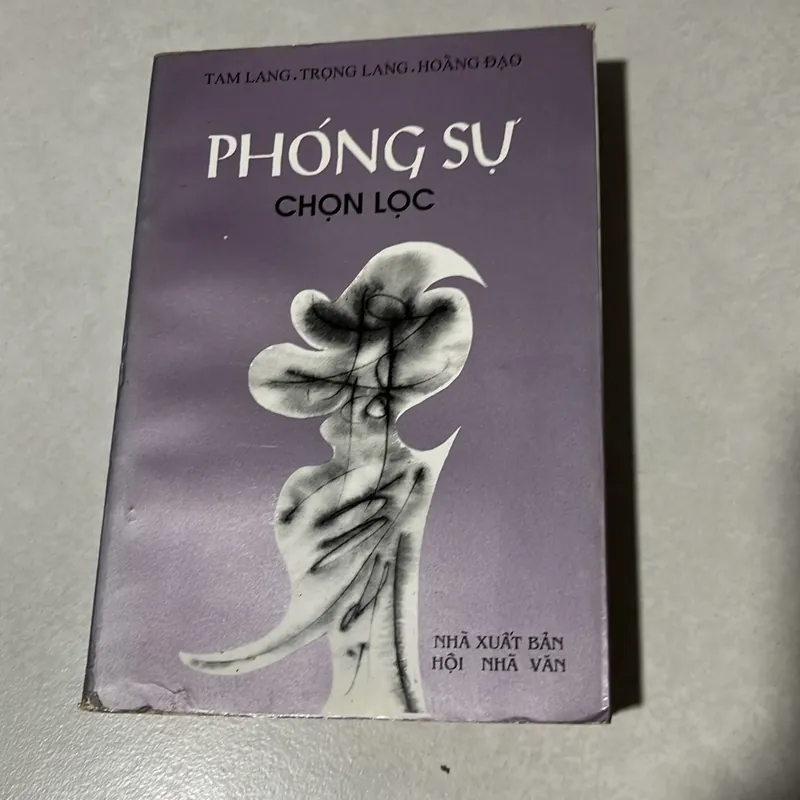 TAM LANG.TRỌNG LANG.HOÀNG ĐẠO
PHÓNG SỰ
CHỌN LỌC
NHÀ XUẤT BẢN
HỘI NHÀ VĂN